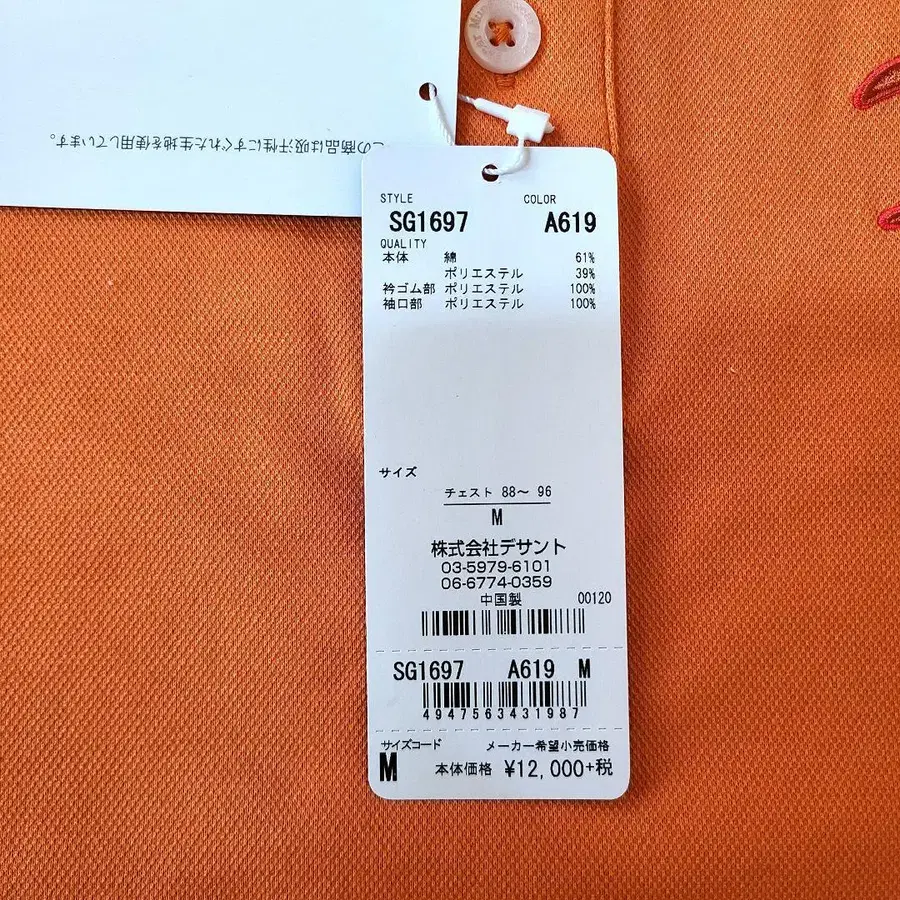 この商品は吸汗性にすぐれた生地を使用しています。
STYLE COLOR
SG1697 A619
QUALITY
本体 綿 61%
ポリエステル 39%
衿ゴム部 ポリエステル 100%
袖口部 ポリエステル 100%
サイズ
チェスト 88〜 96
M
株式会社デサント
03-5979-6101
06-6774-0359
中国製 00120
SG1697 A619 M
4947563431987
サイズコード メーカー希望小売価格
M 本体価格 ¥12,000+税